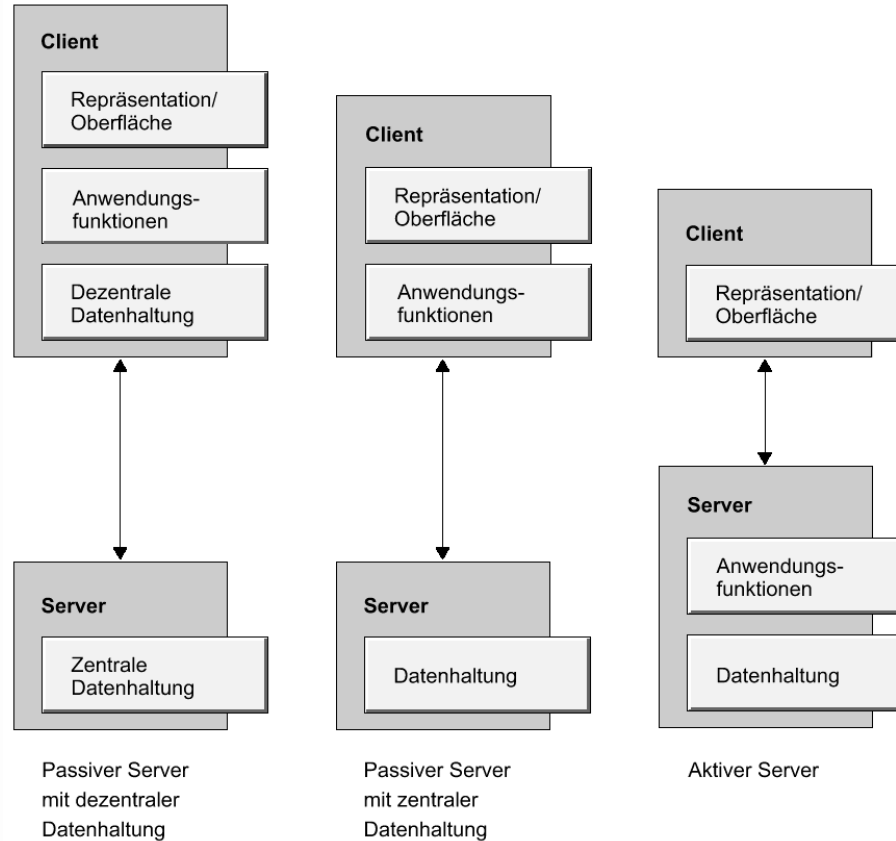 Client
Repräsentation/
Oberfläche
Anwendungs-
funktionen
Dezentrale
Datenhaltung
Server
Zentrale
Datenhaltung
Passiver Server
mit dezentraler
Datenhaltung
Client
Repräsentation/
Oberfläche
Anwendungs-
funktionen
Server
Datenhaltung
Passiver Server
mit zentraler
Datenhaltung
Client
Repräsentation/
Oberfläche
Server
Anwendungs-
funktionen
Datenhaltung
Aktiver Server